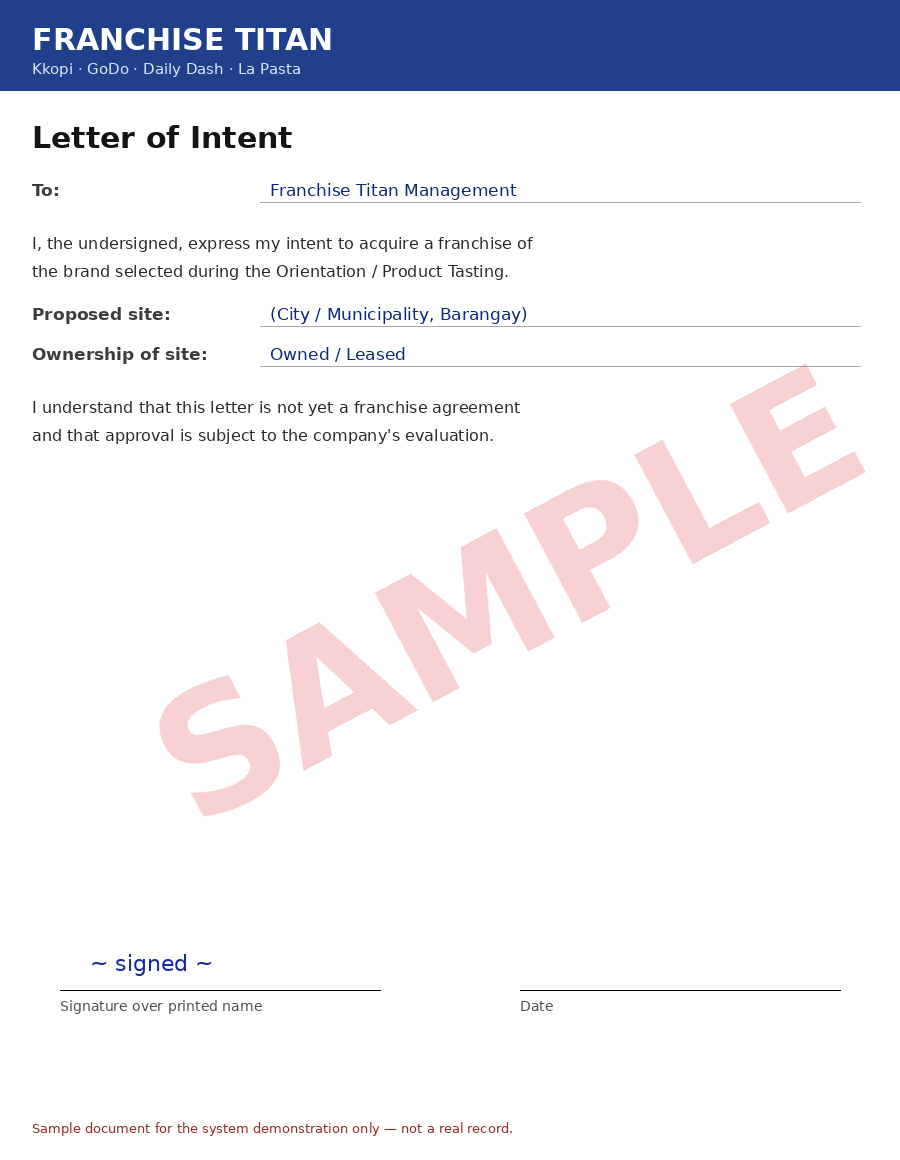 FRANCHISE TITAN
Kkopi · GoDo · Daily Dash · La Pasta
Letter of Intent
To: Franchise Titan Management
I, the undersigned, express my intent to acquire a franchise of
the brand selected during the Orientation / Product Tasting.
Proposed site: (City / Municipality, Barangay)
Ownership of site: Owned / Leased
I understand that this letter is not yet a franchise agreement
and that approval is subject to the company's evaluation.
SAMPLE
~ signed ~
Signature over printed name Date
Sample document for the system demonstration only — not a real record.